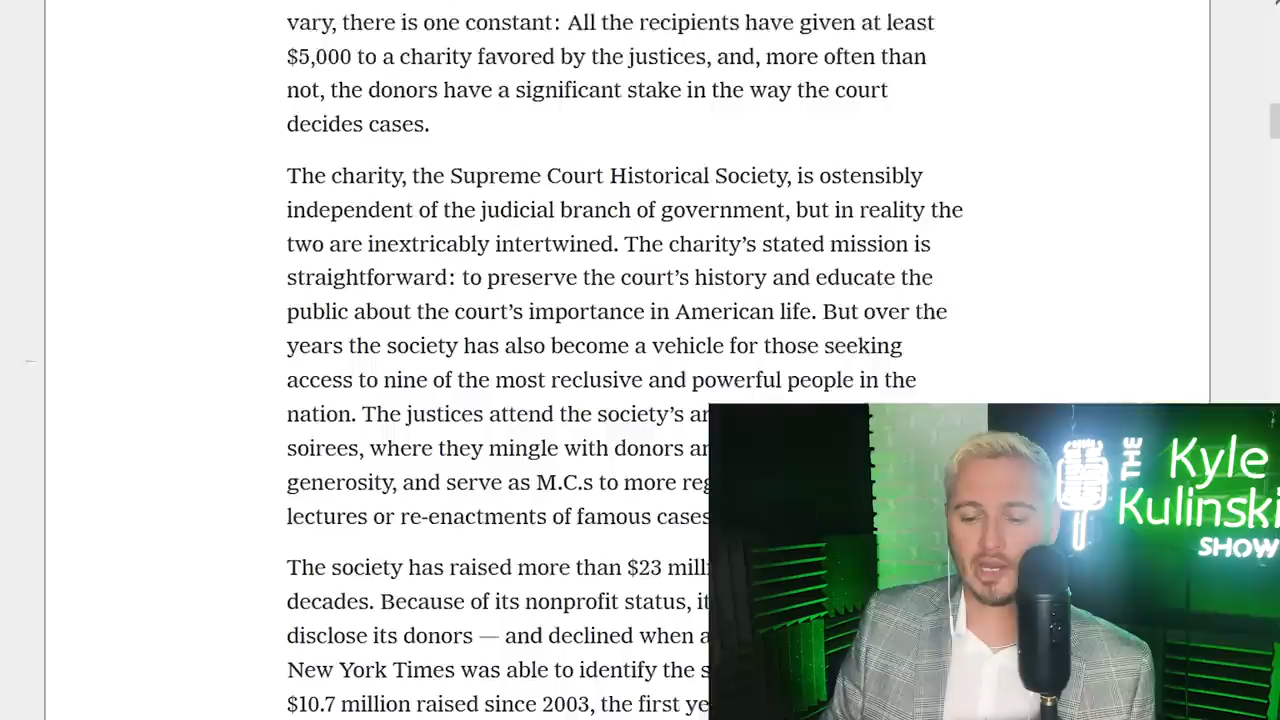 vary, there is one constant: All the recipients have given at least
$5,000 to a charity favored by the justices, and, more often than
not, the donors have a significant stake in the way the court
decides cases.
The charity, the Supreme Court Historical Society, is ostensibly
independent of the judicial branch of government, but in reality the
two are inextricably intertwined. The charity’s stated mission is
straightforward: to preserve the court’s history and educate the
public about the court’s importance in American life. But over the
years the society has also become a vehicle for those seeking
access to nine of the most reclusive and powerful people in the
nation. The justices attend the society’s
soirees, where they mingle with donors
generosity, and serve as M.C.s to more
lectures or re-enactments of famous cases
The society has raised more than $23
decades. Because of its nonprofit status,
disclose its donors — and declined when
New York Times was able to identify the
$10.7 million raised since 2003, the first
THE
Kyle
Kulinski
SHOW